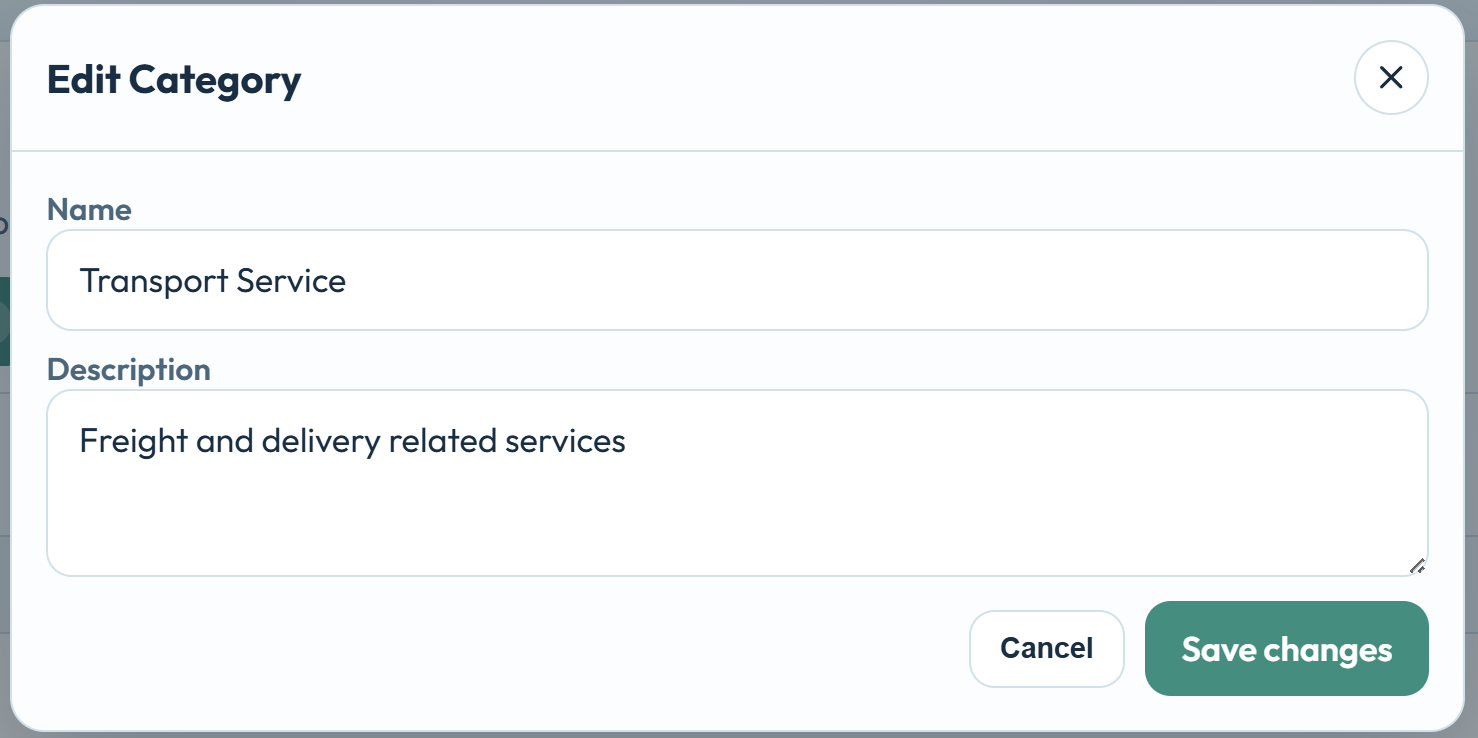 Edit Category
Name
Transport Service
Description
Freight and delivery related services
Cancel
Save changes